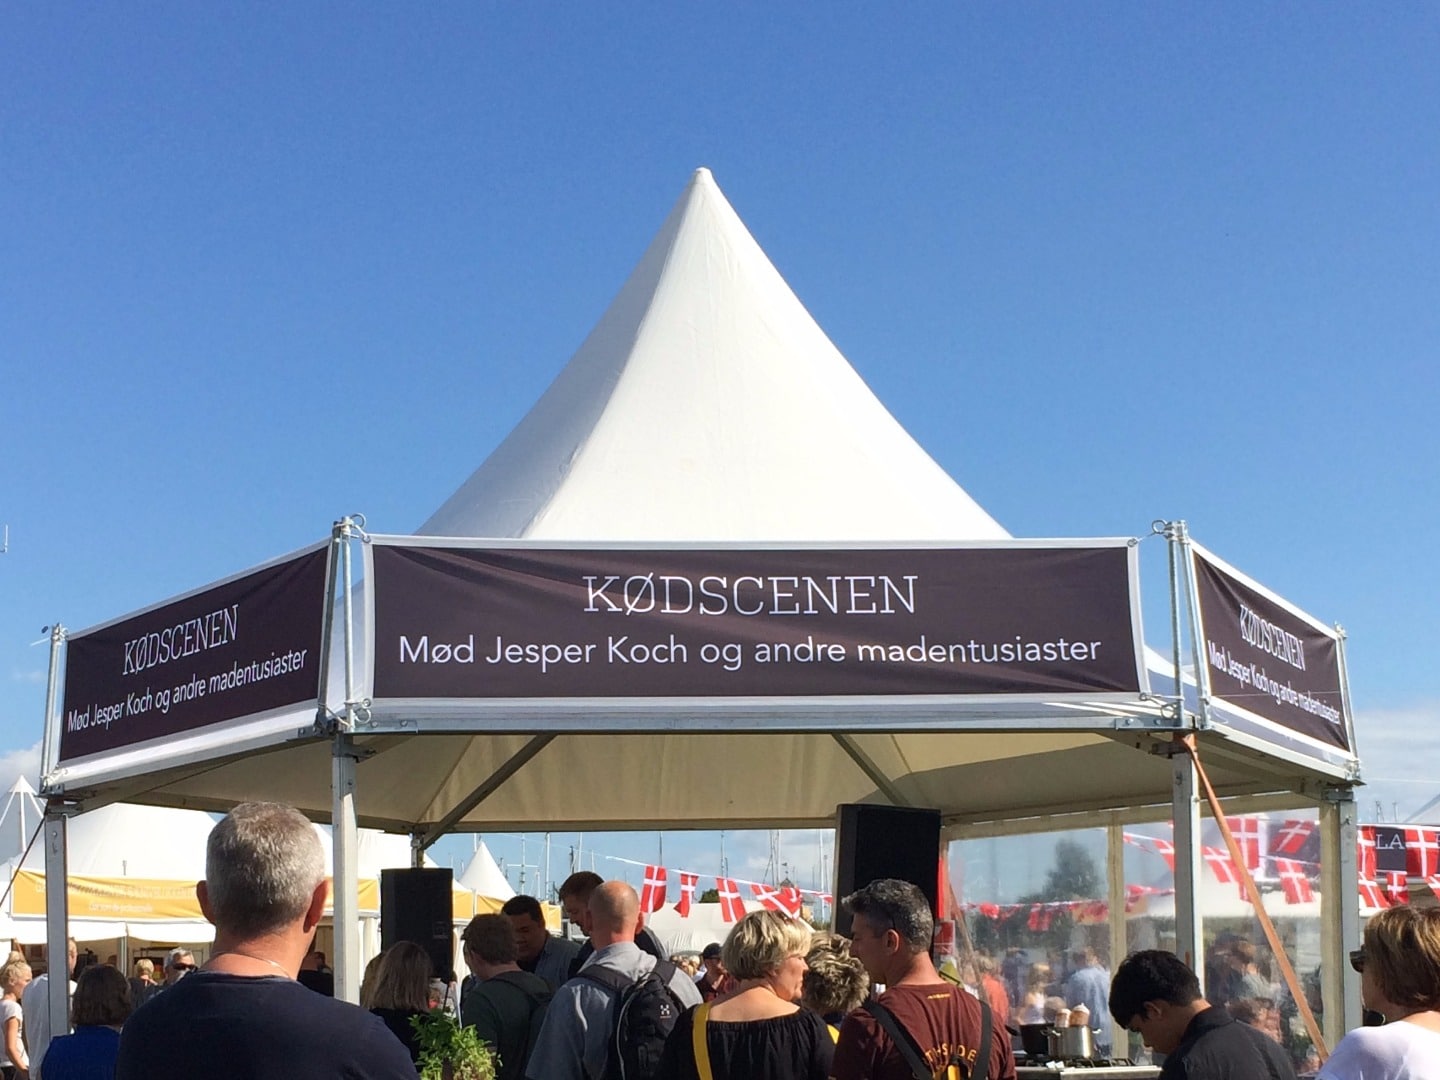 KØDSCENEN
Mød Jesper Koch og andre madentusiaster
KØDSCENEN
Mød Jesper Koch og andre madentusiaster
KØDSCENEN
Mød Jesper Koch og andre madentusiaster
LA